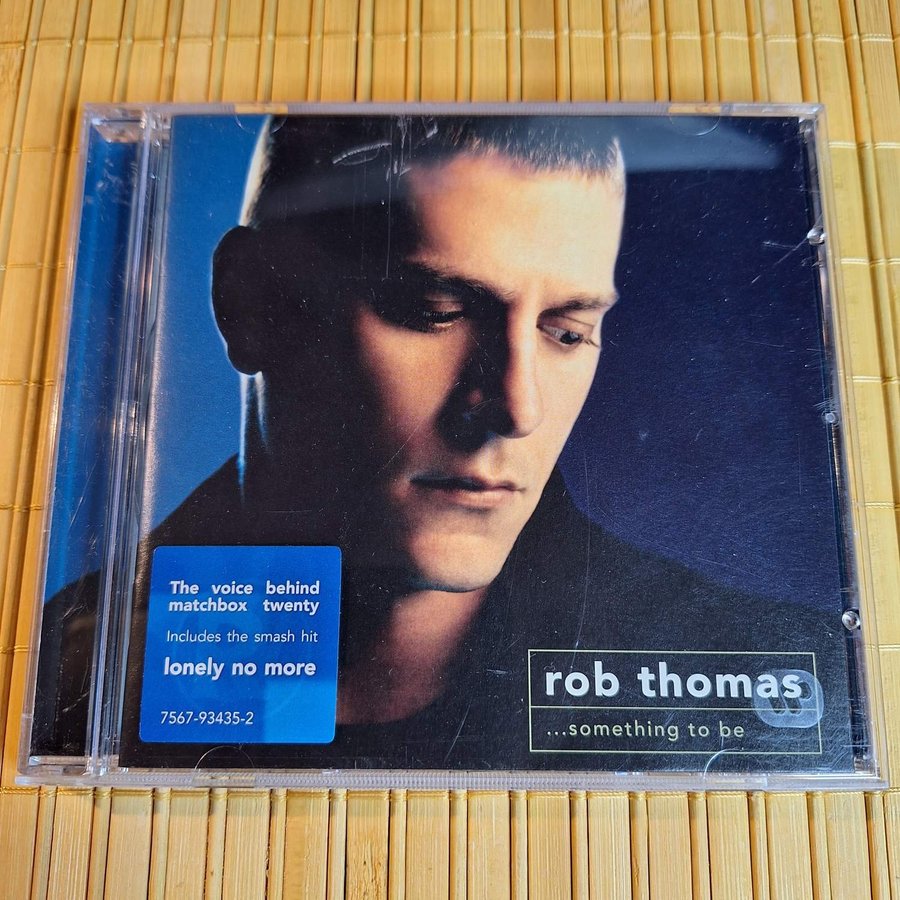 The voice behind
matchbox twenty
Includes the smash hit
lonely no more
7567-93435-2
rob thomas
...something to be